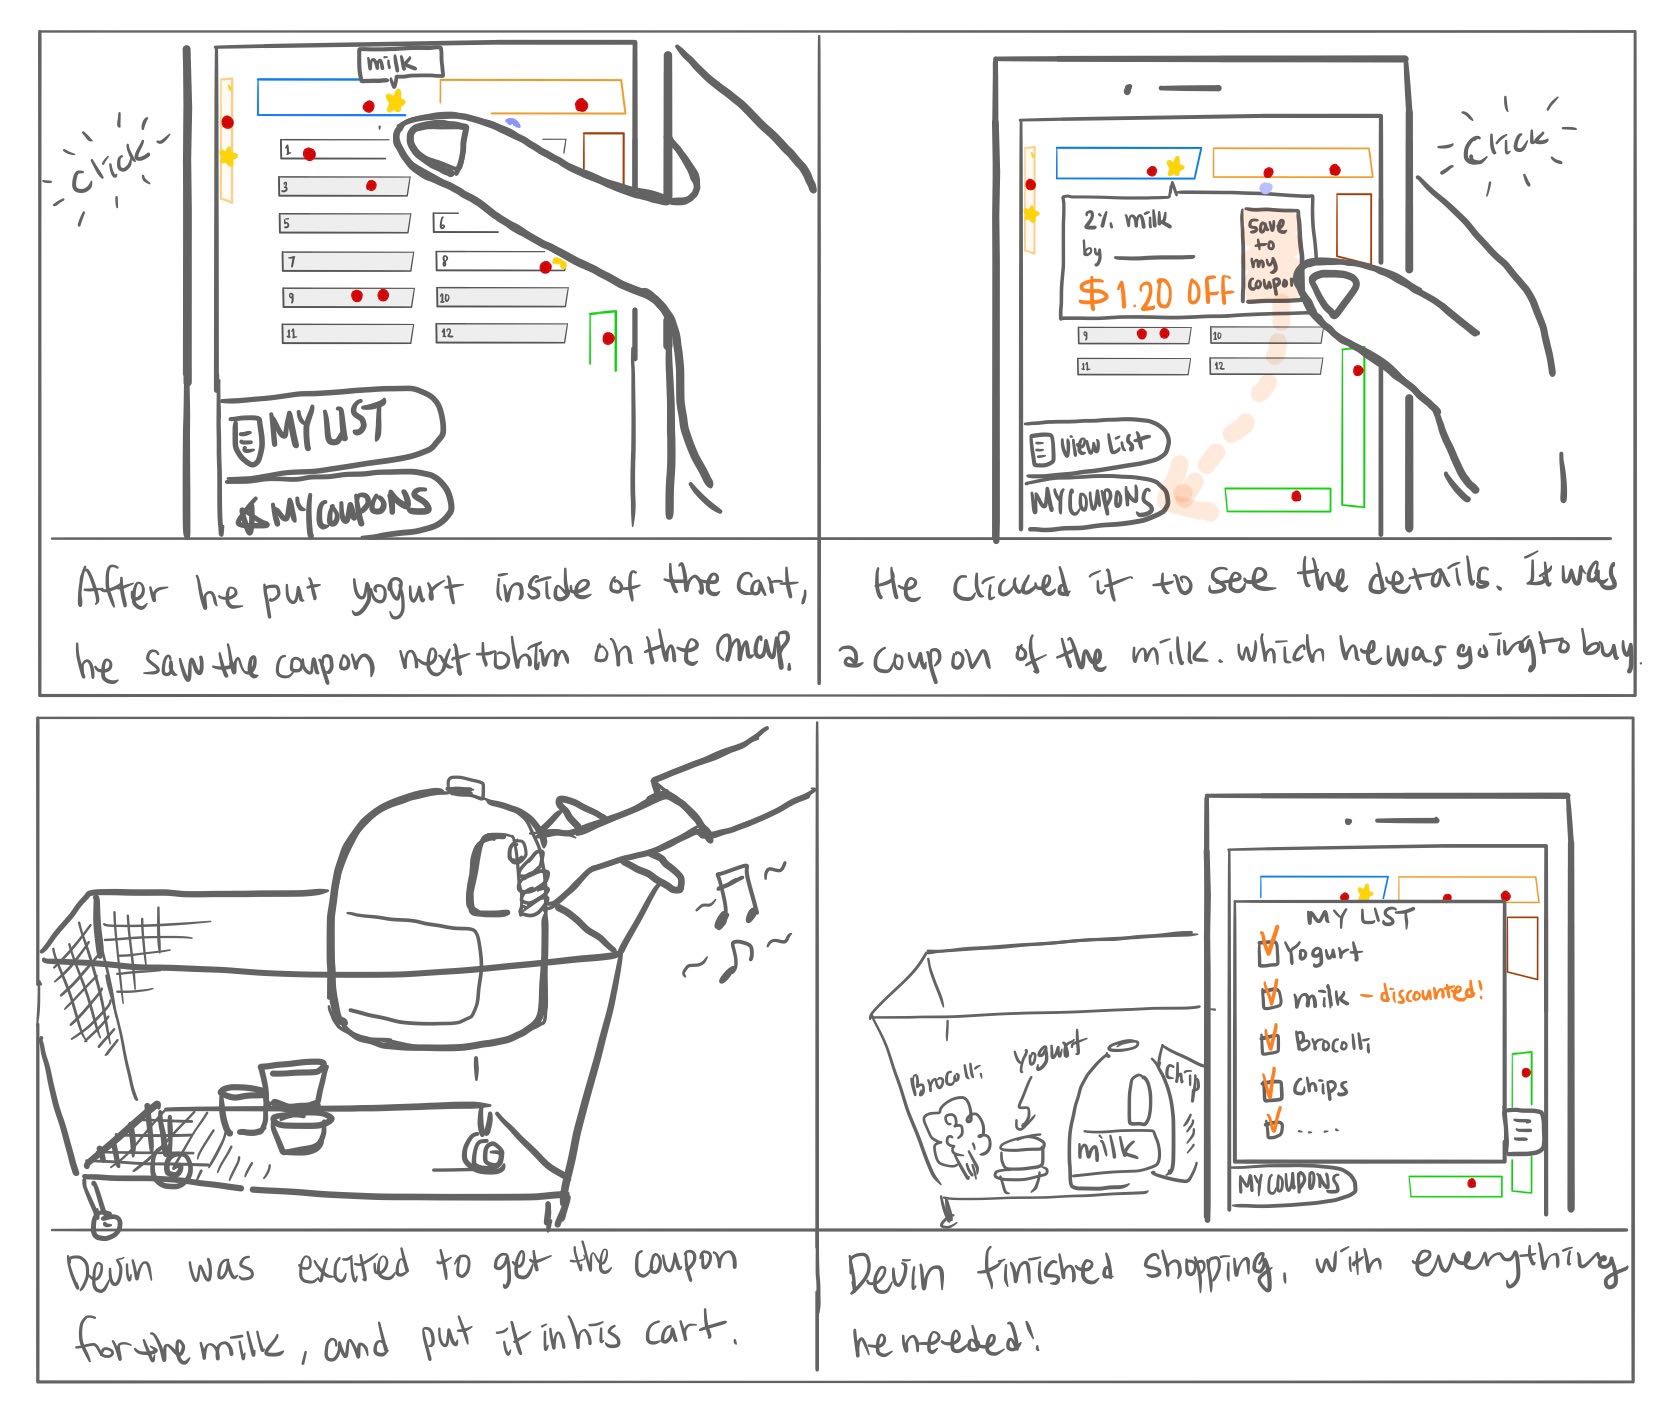 milk
click
1
3
5
6
7
8
9
10
11
12
MY LIST
MY COUPONS
After he put yogurt inside of the cart,
he saw the coupon next to him on the map.
click
2% milk
by
$1.20 OFF
save
to
my
coupon
9
10
11
12
View List
MY COUPONS
He clicked it to see the details. It was
a coupon of the milk. which he was going to buy.
Devin was excited to get the coupon
for the milk, and put it in his cart.
Brocolli
Yogurt
milk
Chip
MY LIST
Yogurt
milk - discounted!
Brocolli
Chips
.....
MY COUPONS
Devin finished shopping, with everything
he needed!